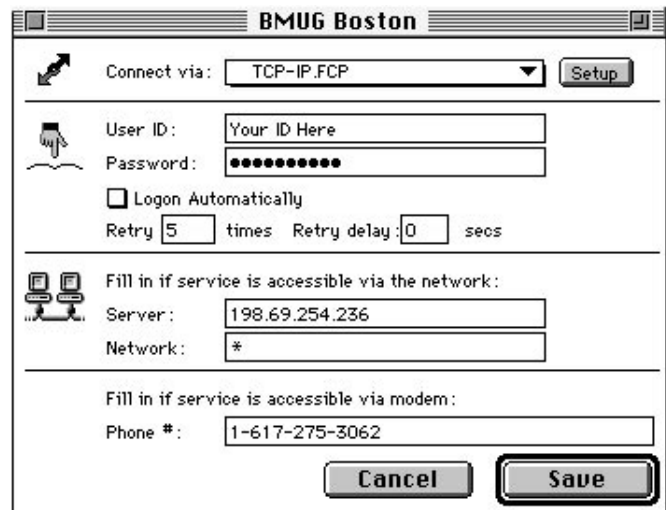 BMUG Boston
Connect via: TCP-IP.FCP Setup
User ID: Your ID Here
Password: ●●●●●●●●●●
Logon Automatically
Retry 5 times Retry delay: 0 secs
Fill in if service is accessible via the network:
Server: 198.69.254.236
Network: *
Fill in if service is accessible via modem:
Phone #: 1-617-275-3062
Cancel Save